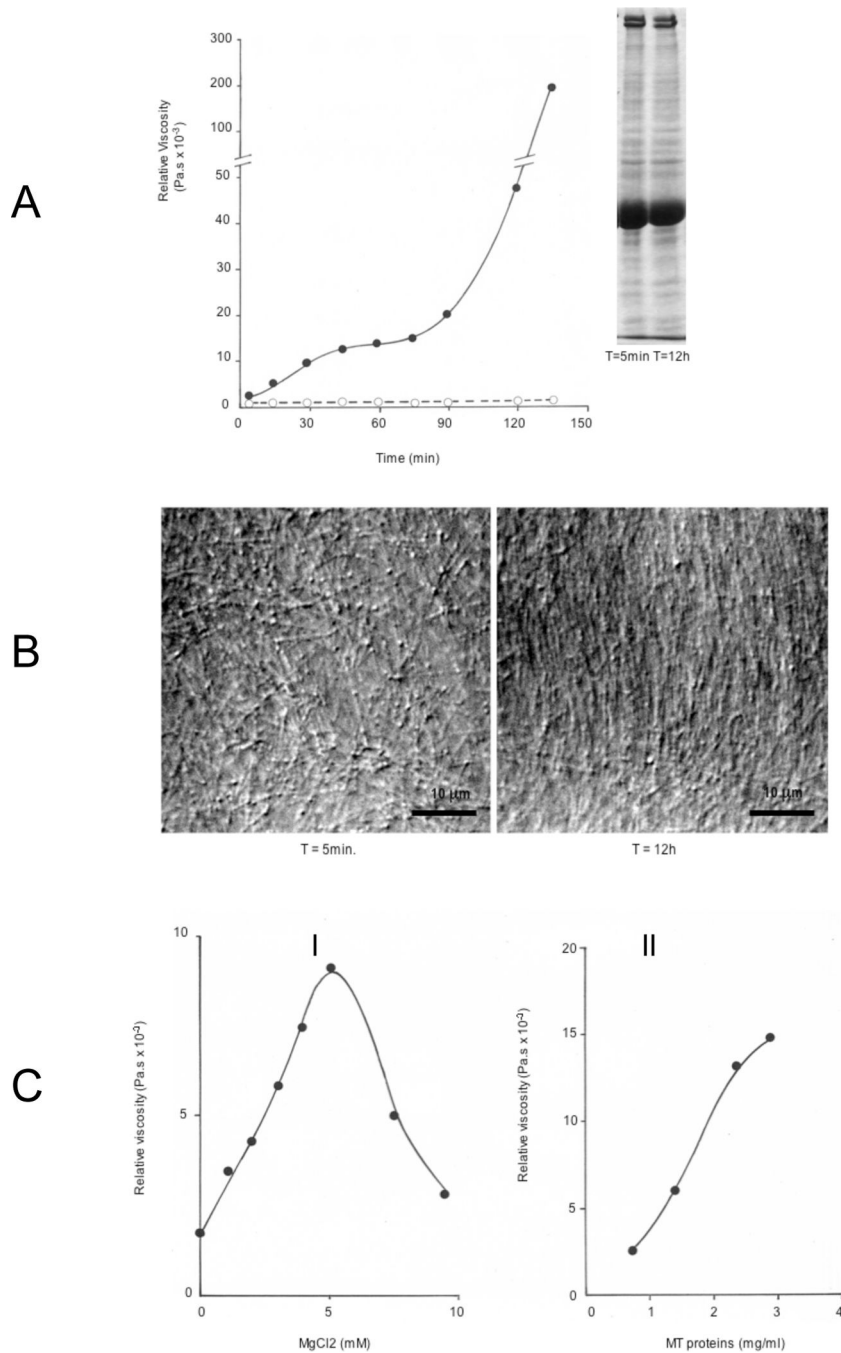 A
Relative Viscosity
(Pa.s x 10-3)
300
200
100
50
40
30
20
10
0
0 30 60 90 120 150
Time (min)
T=5min T=12h
B
10 µm
10 µm
T = 5min.
T = 12h
C
I
Relative viscosity (Pa.s x 10-3)
10
5
0
0 5 10
MgCl2 (mM)
II
Relative viscosity (Pa.s x 10-3)
20
15
10
5
0
0 1 2 3 4
MT proteins (mg/ml)